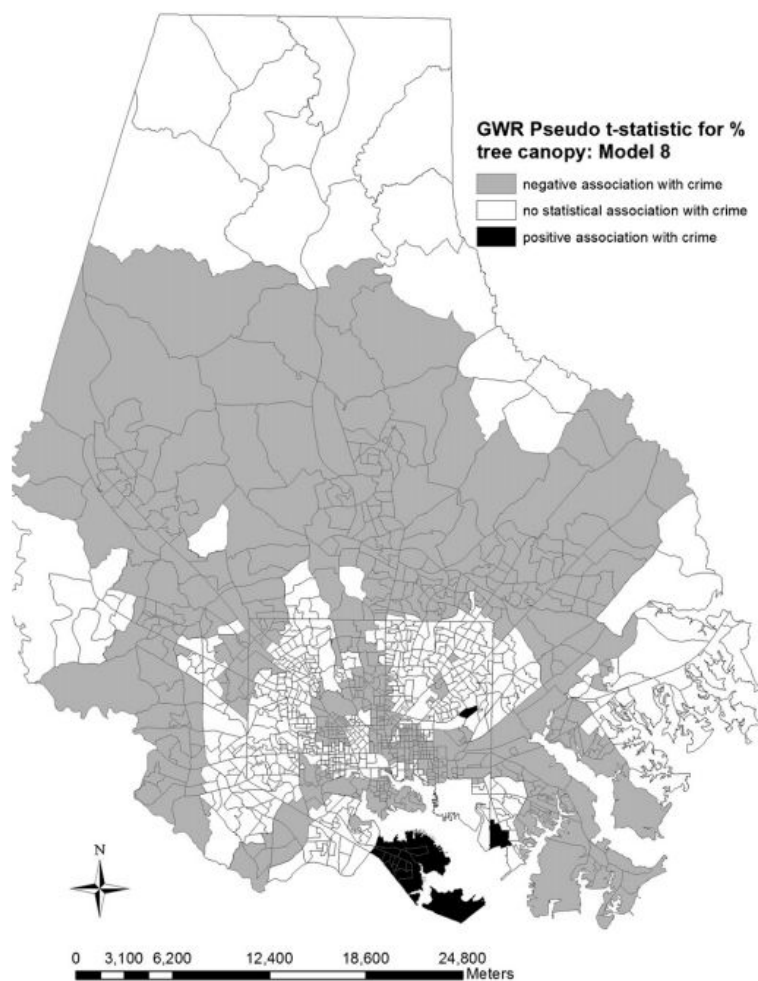 GWR Pseudo t-statistic for %
tree canopy: Model 8
negative association with crime
no statistical association with crime
positive association with crime
N
0 3,100 6,200 12,400 18,600 24,800
Meters